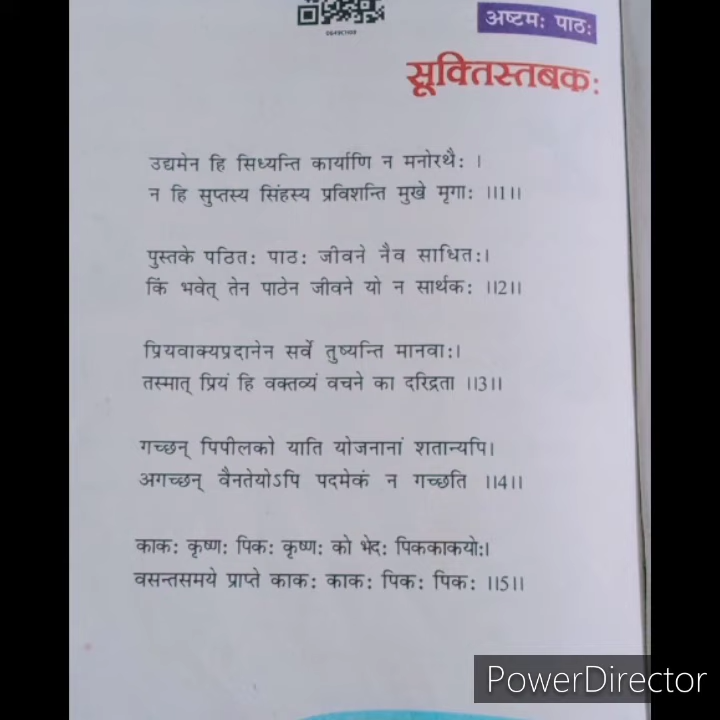 अष्टमः पाठः
सूक्तिस्तबकः
उद्यमेन हि सिध्यन्ति कार्याणि न मनोरथैः ।
न हि सुप्तस्य सिंहस्य प्रविशन्ति मुखे मृगाः ।।1।।
पुस्तके पठितः पाठः जीवने नैव साधितः।
किं भवेत् तेन पाठेन जीवने यो न सार्थकः ।।2।।
प्रियवाक्यप्रदानेन सर्वे तुष्यन्ति मानवाः।
तस्मात् प्रियं हि वक्तव्यं वचने का दरिद्रता ।।3।।
गच्छन् पिपीलको याति योजनानां शतान्यपि।
अगच्छन् वैनतेयोऽपि पदमेकं न गच्छति ।।4।।
काकः कृष्णः पिकः कृष्णः को भेदः पिककाकयोः।
वसन्तसमये प्राप्ते काकः काकः पिकः पिकः ।।5।।
PowerDirector